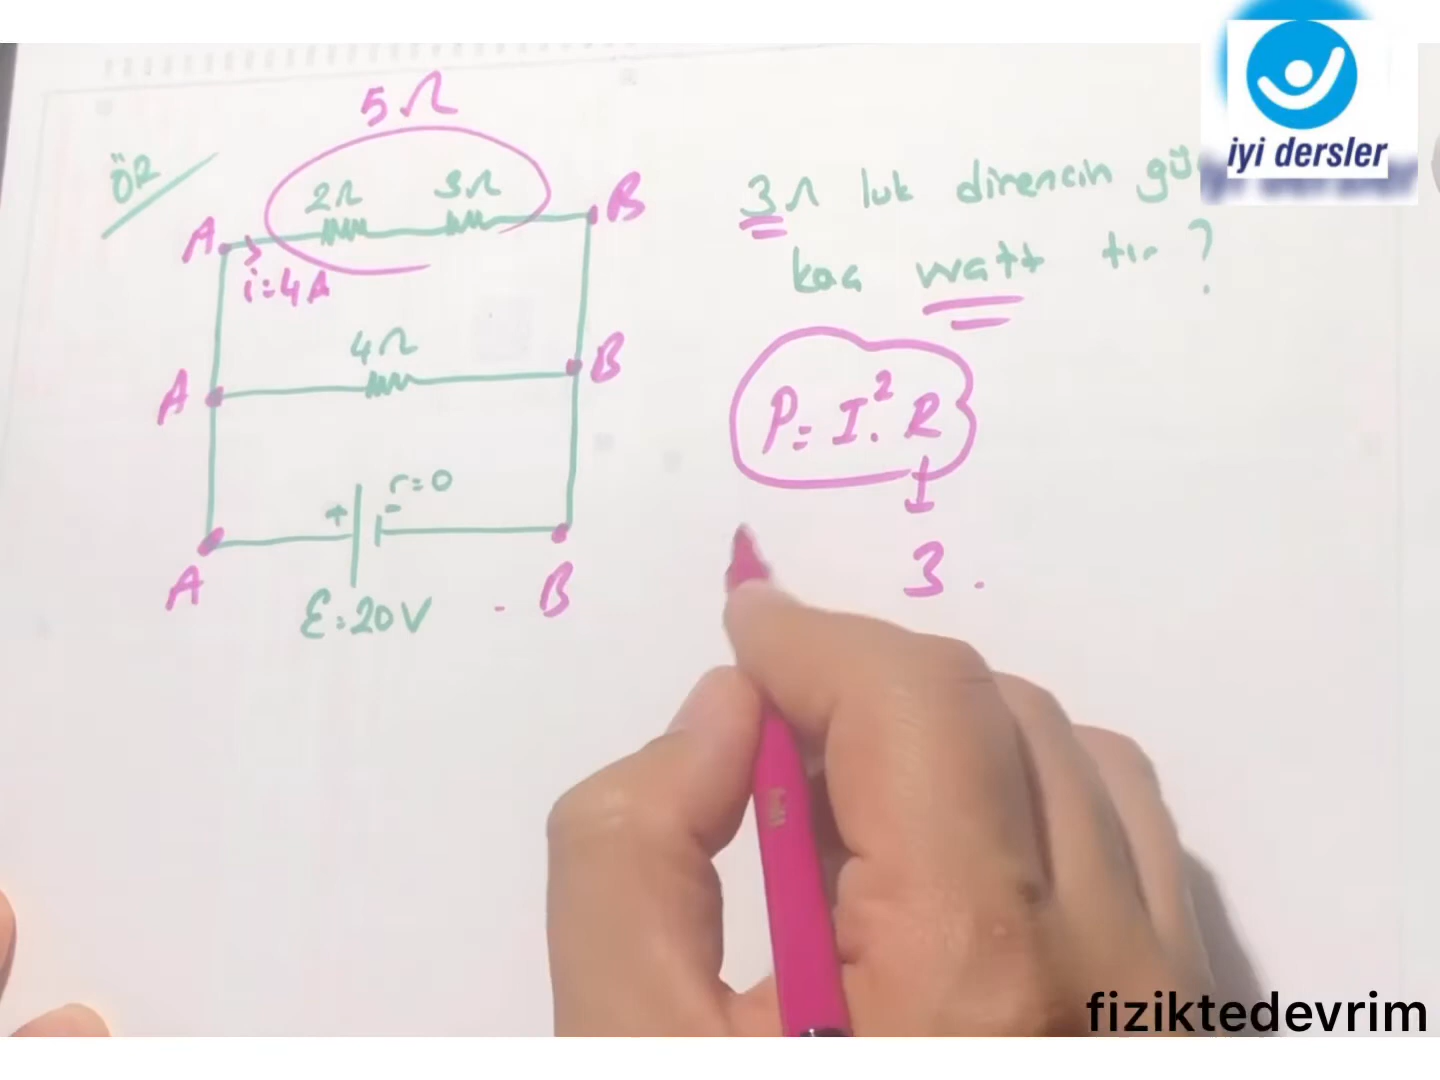 iyi dersler
5Ω
ÖR
2Ω 3Ω
A B
i=4A
4Ω
A B
+ - r=0
A B
Ɛ=20V
3Ω luk direncin
kaç watt tır?
P=I².R
3
fiziktedevrim